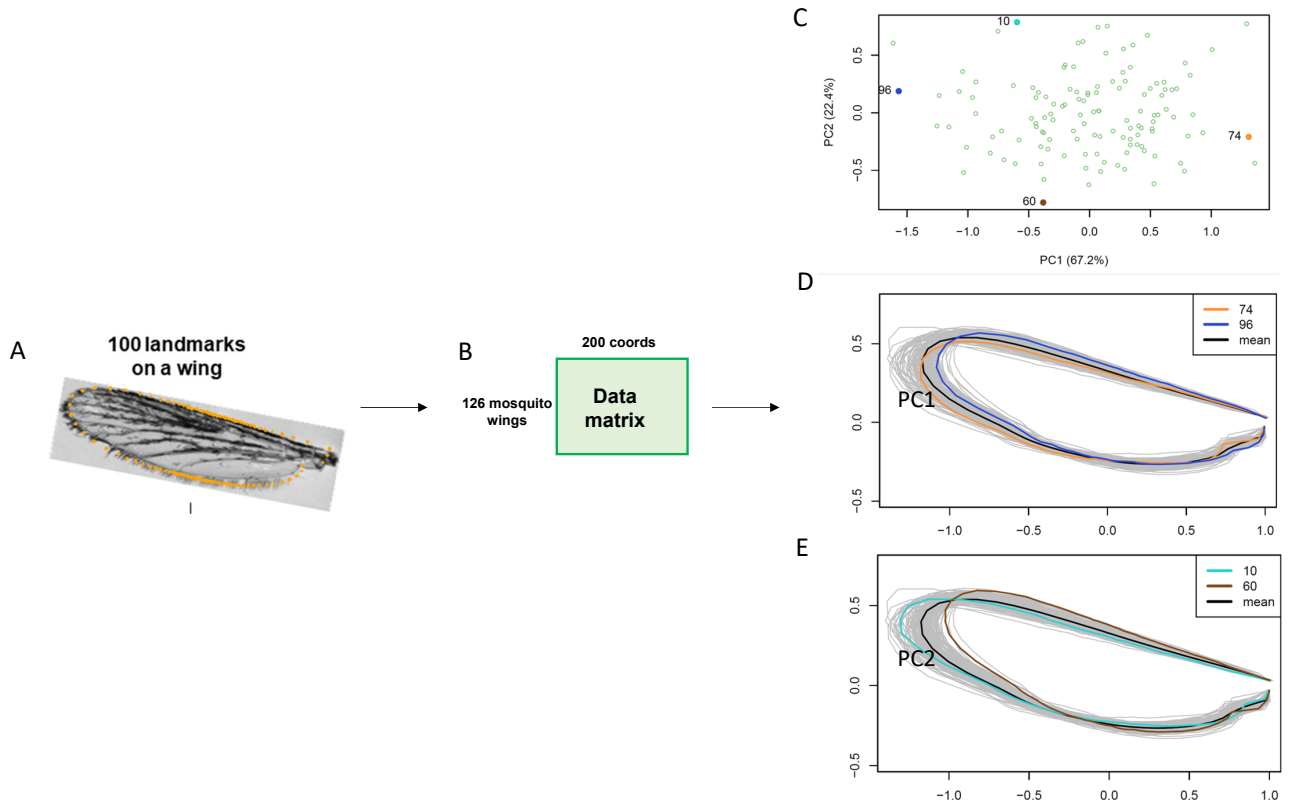 A
100 landmarks
on a wing
B
200 coords
126 mosquito
wings
Data
matrix
C
PC2 (22.4%)
0.5
0.0
−0.5
10
96
74
60
−1.5
−1.0
−0.5
0.0
0.5
1.0
PC1 (67.2%)
D
0.5
0.0
−0.5
74
96
mean
PC1
−1.0
−0.5
0.0
0.5
1.0
E
0.5
0.0
−0.5
10
60
mean
PC2
−1.0
−0.5
0.0
0.5
1.0